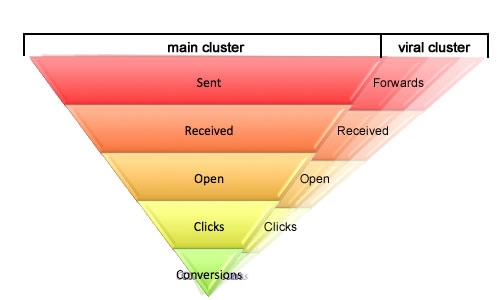 main cluster viral cluster
Sent Forwards
Received Received
Open Open
Clicks Clicks
Conversions